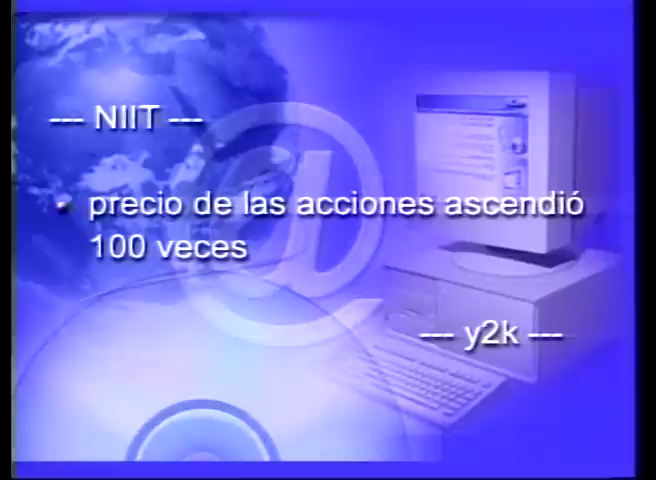 --- NIIT ---
precio de las acciones ascendió
100 veces
--- y2k ---